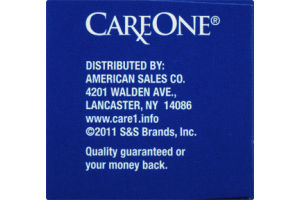 CAREONE®
DISTRIBUTED BY:
AMERICAN SALES CO.
4201 WALDEN AVE.,
LANCASTER, NY 14086
www.care1.info
©2011 S&S Brands, Inc.
Quality guaranteed or
your money back.